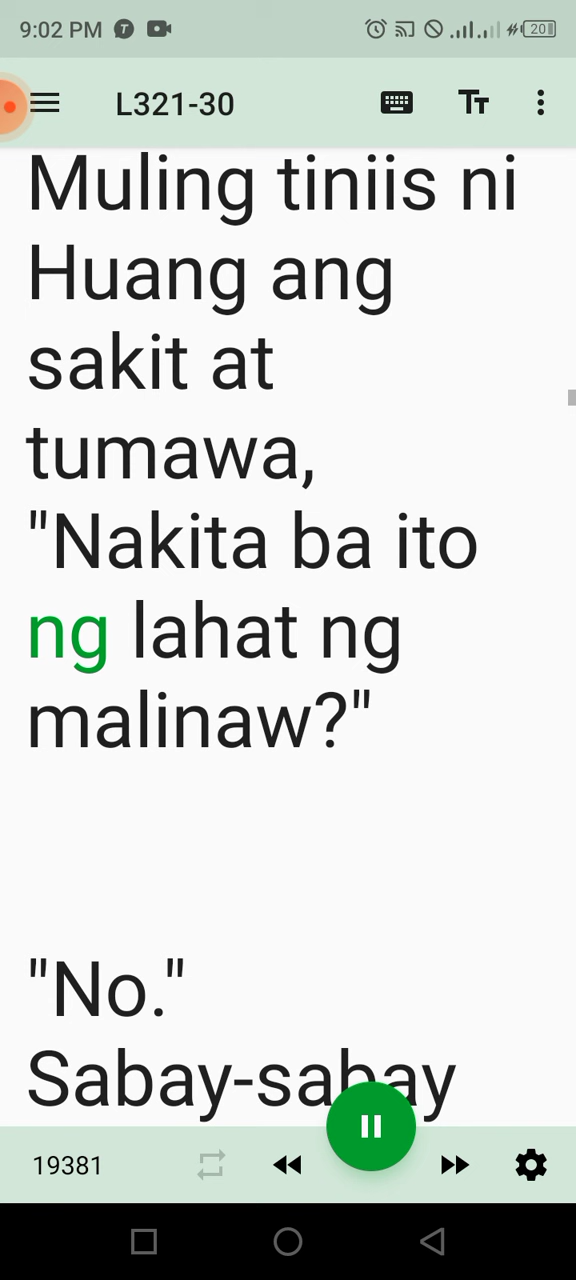 9:02 PM
20
L321-30
Muling tiniis ni
Huang ang
sakit at
tumawa,
"Nakita ba ito
ng lahat ng
malinaw?"
"No."
Sabay-sabay
19381